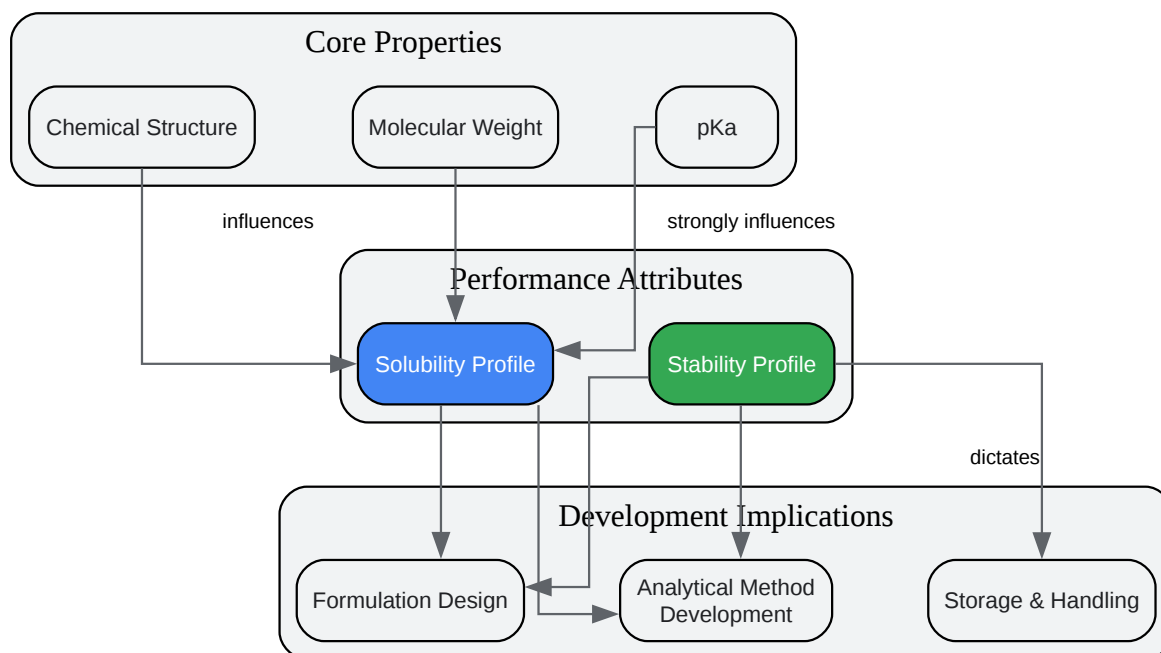 Core Properties
Chemical Structure
Molecular Weight
pKa
influences
strongly influences
Performance Attributes
Solubility Profile
Stability Profile
dictates
Development Implications
Formulation Design
Analytical Method
Development
Storage & Handling